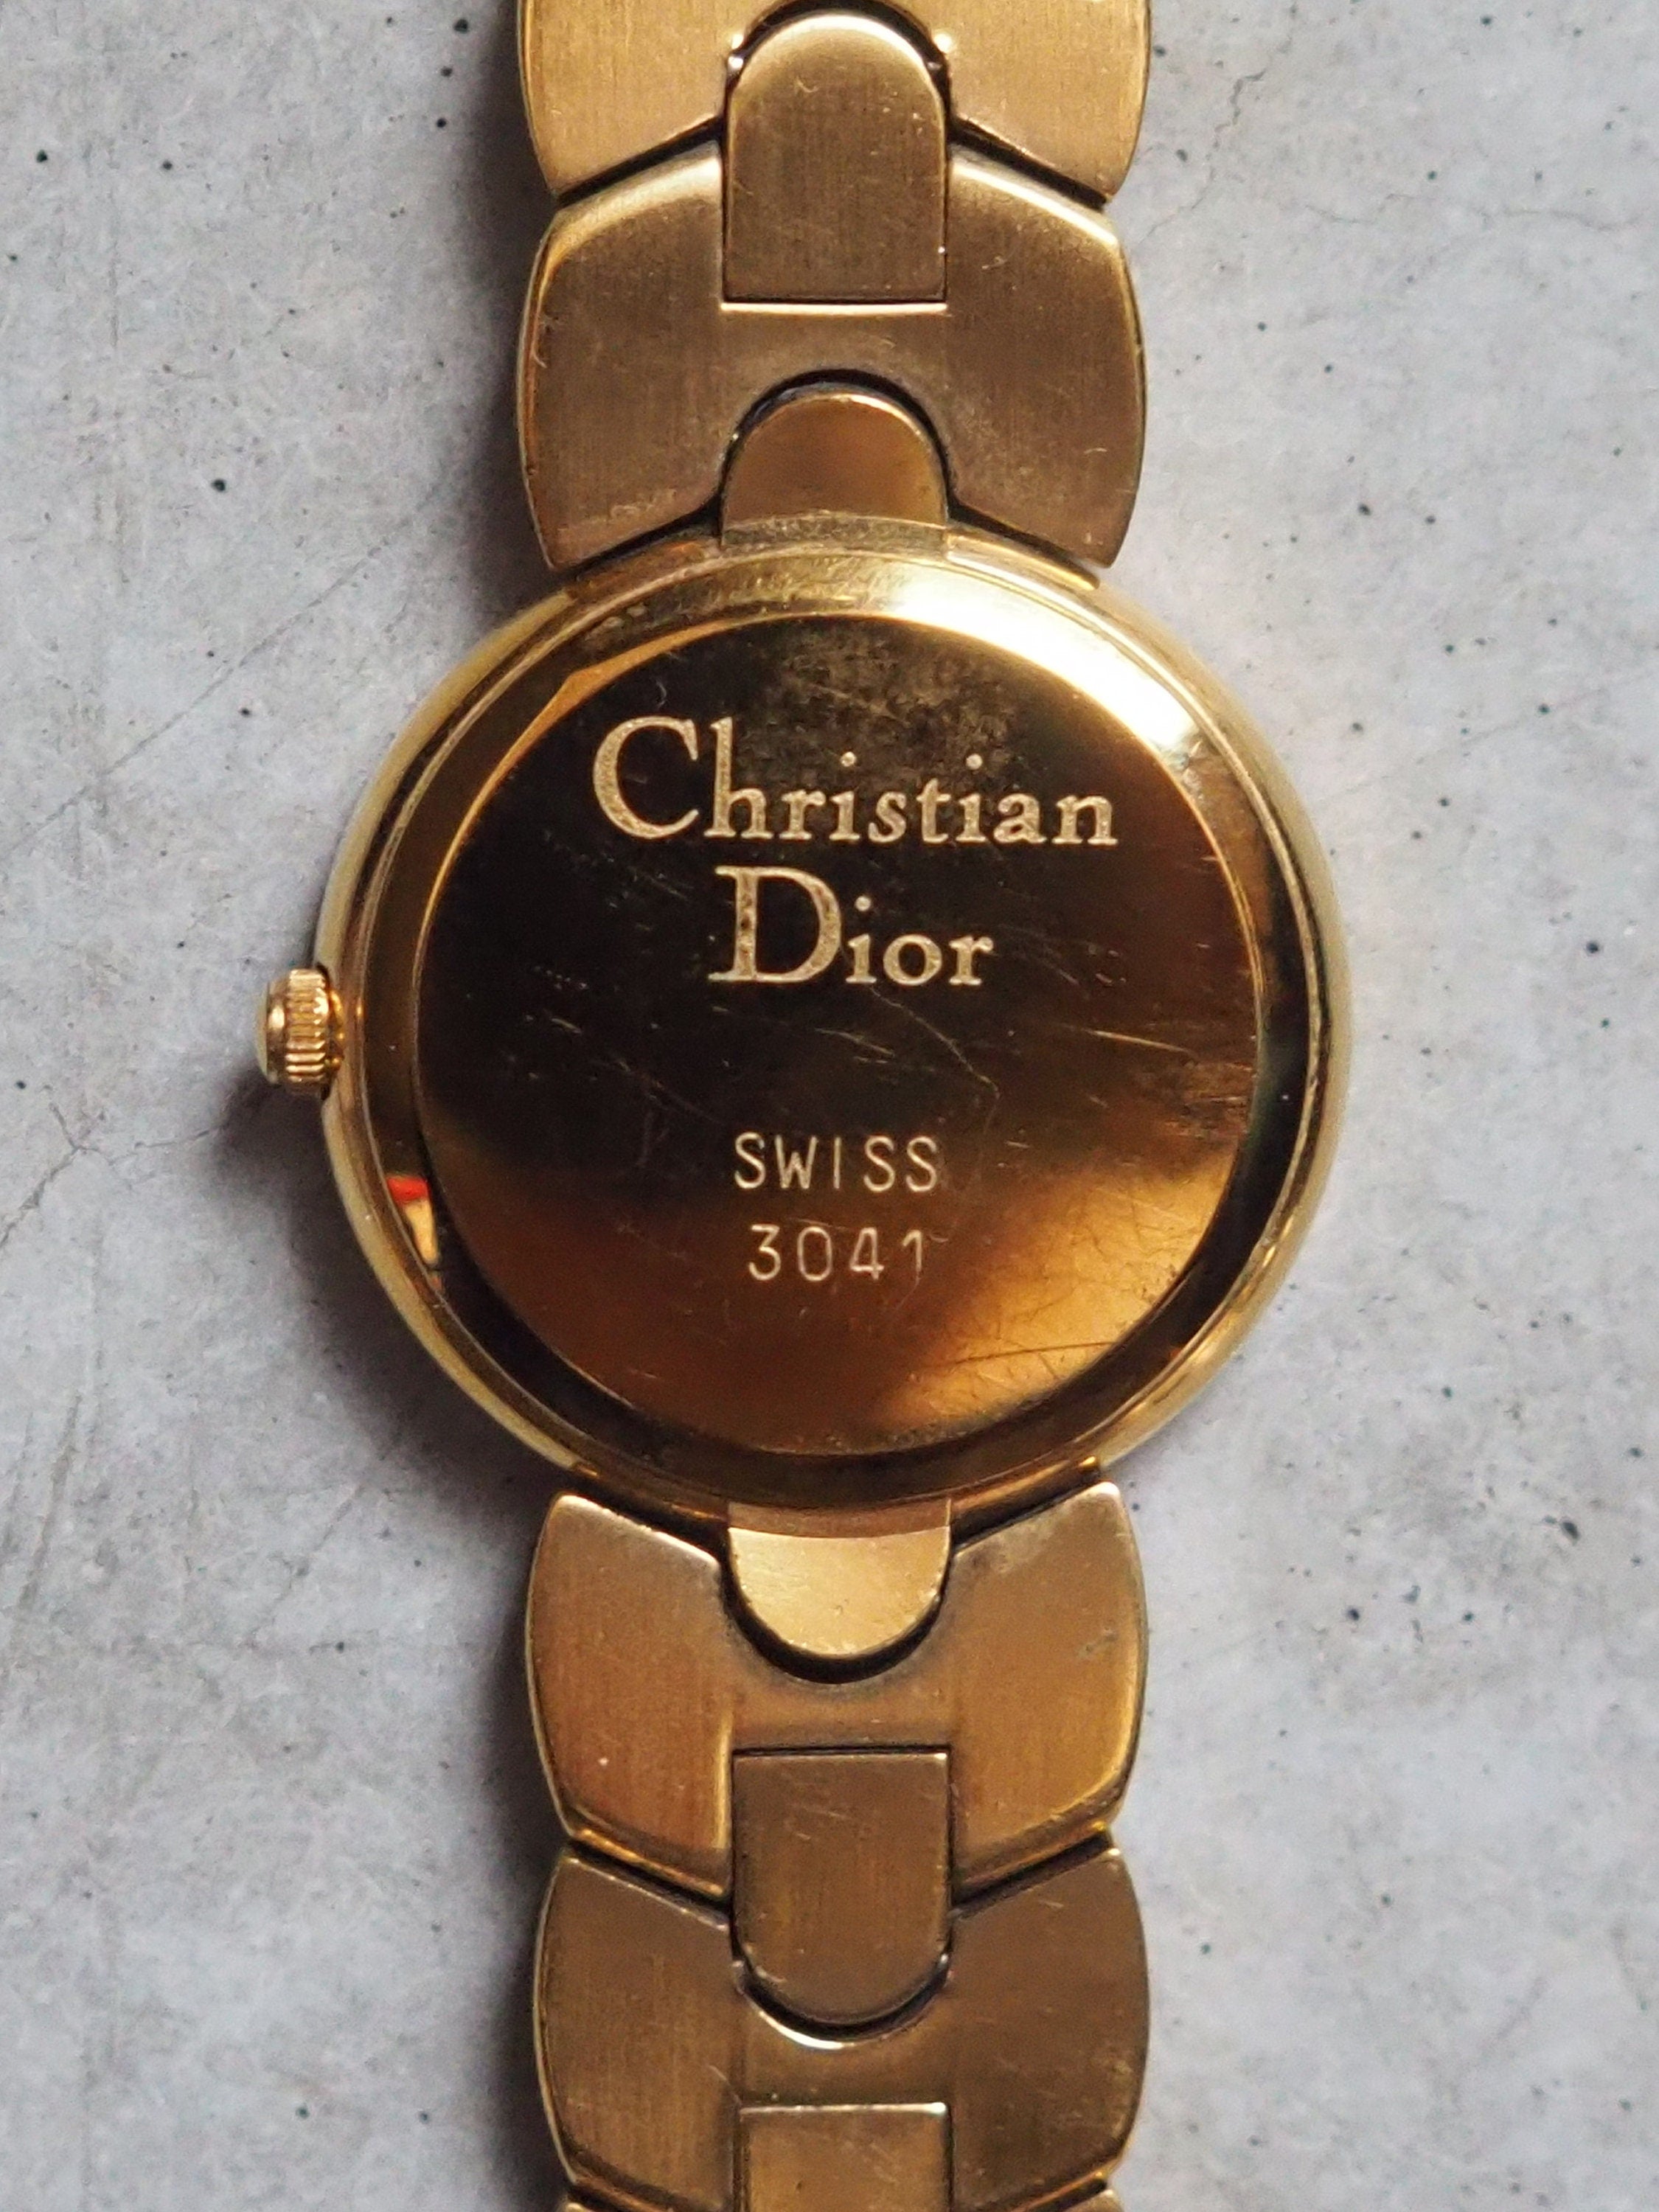 Christian
Dior
SWISS
3041